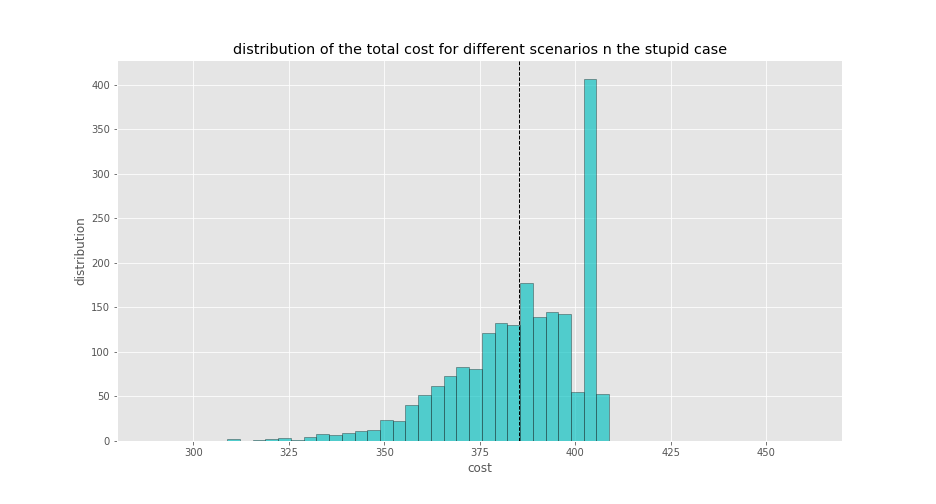 distribution of the total cost for different scenarios n the stupid case
400
350
300
250
200
150
100
50
0
distribution
300 325 350 375 400 425 450
cost